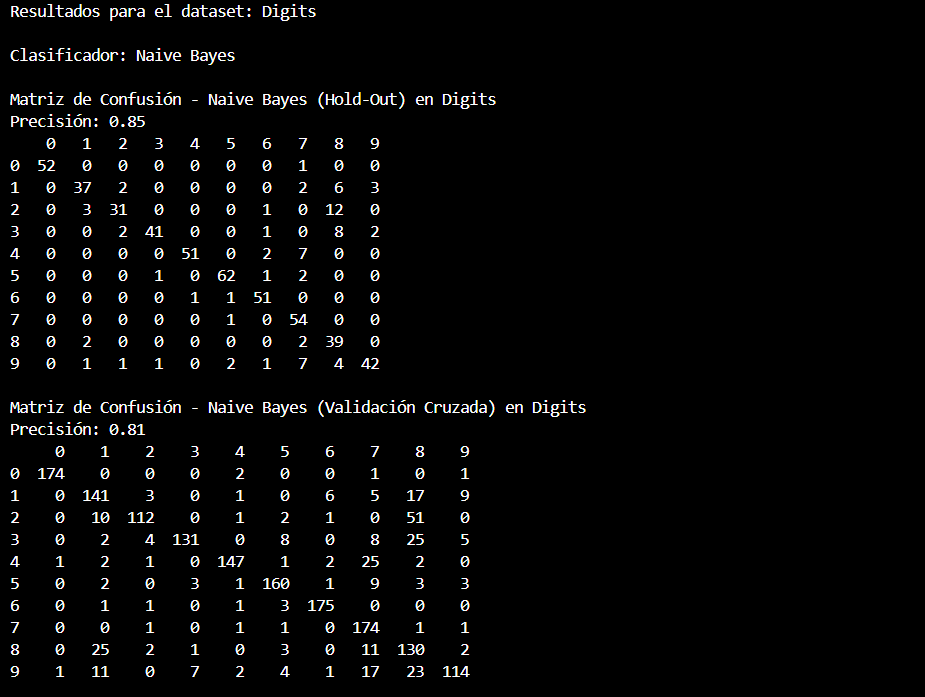 Resultados para el dataset: Digits
Clasificador: Naive Bayes
Matriz de Confusión - Naive Bayes (Hold-Out) en Digits
Precisión: 0.85
0 1 2 3 4 5 6 7 8 9
0 52 0 0 0 0 0 0 1 0 0
1 0 37 2 0 0 0 0 2 6 3
2 0 3 31 0 0 0 1 0 12 0
3 0 0 2 41 0 0 1 0 8 2
4 0 0 0 0 51 0 2 7 0 0
5 0 0 0 1 0 62 1 2 0 0
6 0 0 0 0 1 1 51 0 0 0
7 0 0 0 0 0 1 0 54 0 0
8 0 2 0 0 0 0 0 2 39 0
9 0 1 1 1 0 2 1 7 4 42
Matriz de Confusión - Naive Bayes (Validación Cruzada) en Digits
Precisión: 0.81
0 1 2 3 4 5 6 7 8 9
0 174 0 0 0 2 0 0 1 0 1
1 0 141 3 0 1 0 6 5 17 9
2 0 10 112 0 1 2 1 0 51 0
3 0 2 4 131 0 8 0 8 25 5
4 1 2 1 0 147 1 2 25 2 0
5 0 2 0 3 1 160 1 9 3 3
6 0 1 1 0 1 3 175 0 0 0
7 0 0 1 0 1 1 0 174 1 1
8 0 25 2 1 0 3 0 11 130 2
9 1 11 0 7 2 4 1 17 23 114